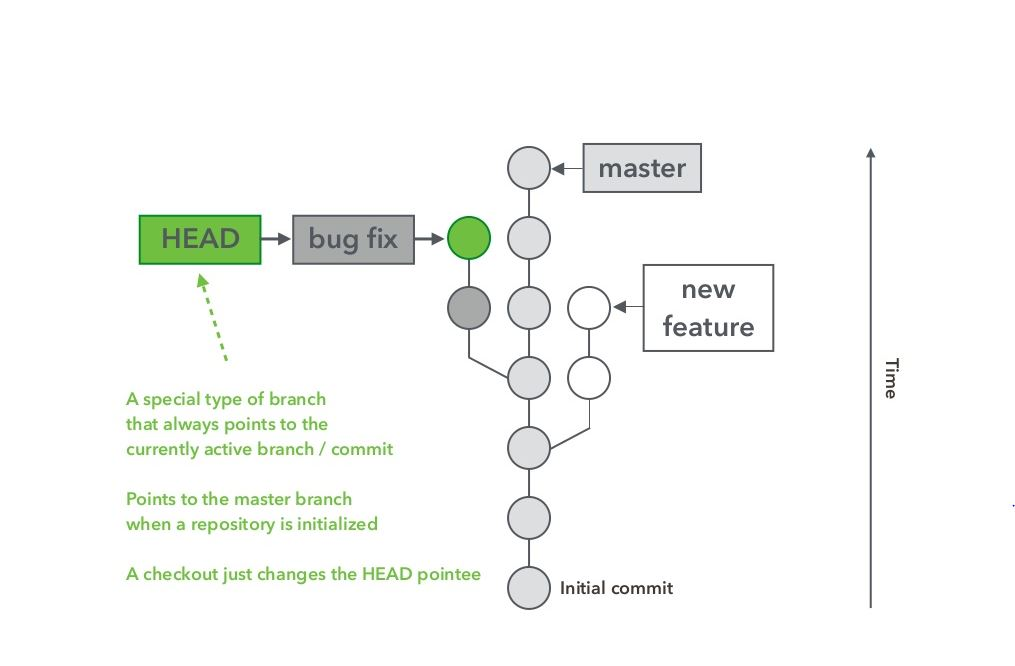 master
HEAD
bug fix
new
feature
Time
A special type of branch
that always points to the
currently active branch / commit
Points to the master branch
when a repository is initialized
A checkout just changes the HEAD pointee
Initial commit